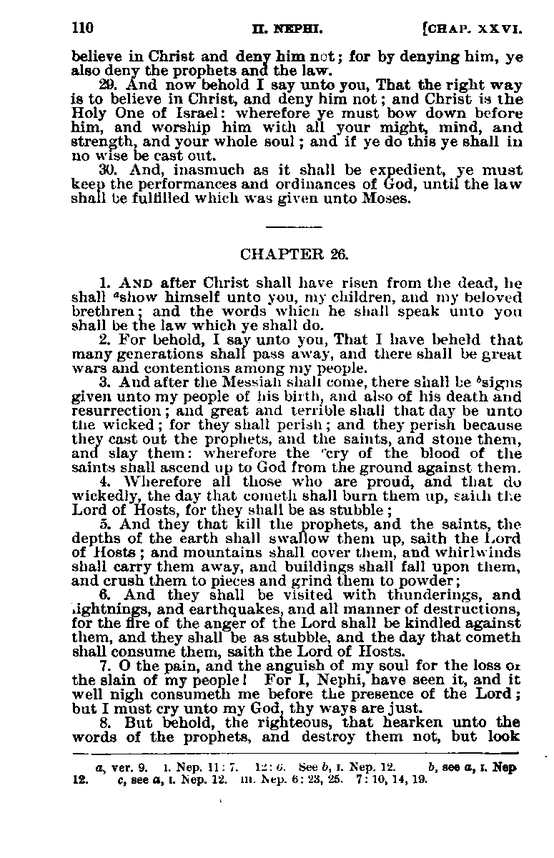 110 II. NEPHI. [CHAP. XXVI.
believe in Christ and deny him not; for by denying him, ye
also deny the prophets and the law.
29. And now behold I say unto you, That the right way
is to believe in Christ, and deny him not; and Christ is the
Holy One of Israel: wherefore ye must bow down before
him, and worship him with all your might, mind, and
strength, and your whole soul; and if ye do this ye shall in
no wise be cast out.
30. And, inasmuch as it shall be expedient, ye must
keep the performances and ordinances of God, until the law
shall be fulfilled which was given unto Moses.
CHAPTER 26.
1. AND after Christ shall have risen from the dead, he
shall ᵃshow himself unto you, my children, and my beloved
brethren; and the words which he shall speak unto you
shall be the law which ye shall do.
2. For behold, I say unto you, That I have beheld that
many generations shall pass away, and there shall be great
wars and contentions among my people.
3. And after the Messiah shall come, there shall be ᵇsigns
given unto my people of his birth, and also of his death and
resurrection; and great and terrible shall that day be unto
the wicked; for they shall perish; and they perish because
they cast out the prophets, and the saints, and stone them,
and slay them: wherefore the ᶜcry of the blood of the
saints shall ascend up to God from the ground against them.
4. Wherefore all those who are proud, and that do
wickedly, the day that cometh shall burn them up, saith the
Lord of Hosts, for they shall be as stubble;
5. And they that kill the prophets, and the saints, the
depths of the earth shall swallow them up, saith the Lord
of Hosts; and mountains shall cover them, and whirlwinds
shall carry them away, and buildings shall fall upon them,
and crush them to pieces and grind them to powder;
6. And they shall be visited with thunderings, and
lightnings, and earthquakes, and all manner of destructions,
for the fire of the anger of the Lord shall be kindled against
them, and they shall be as stubble, and the day that cometh
shall consume them, saith the Lord of Hosts.
7. O the pain, and the anguish of my soul for the loss of
the slain of my people! For I, Nephi, have seen it, and it
well nigh consumeth me before the presence of the Lord;
but I must cry unto my God, thy ways are just.
8. But behold, the righteous, that hearken unto the
words of the prophets, and destroy them not, but look
a, ver. 9. I. Nep. 11: 7. 12: 6. See b, I. Nep. 12. b, see a, I. Nep
12. c, see a, I. Nep. 12. III. Nep. 6: 23, 25. 7: 10, 14, 19.